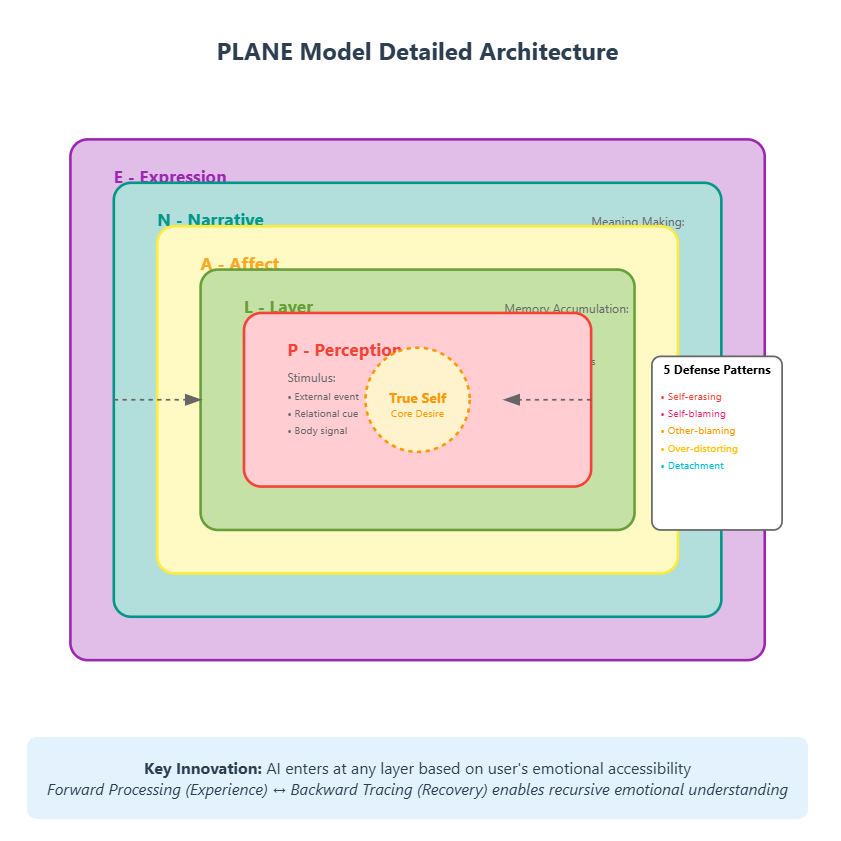 PLANE Model Detailed Architecture
E - Expression
N - Narrative
Meaning Making:
A - Affect
L - Layer
Memory Accumulation:
P - Perception
Stimulus:
• External event
• Relational cue
• Body signal
True Self
Core Desire
5 Defense Patterns
• Self-erasing
• Self-blaming
• Other-blaming
• Over-distorting
• Detachment
Key Innovation: AI enters at any layer based on user's emotional accessibility
Forward Processing (Experience) ↔ Backward Tracing (Recovery) enables recursive emotional understanding